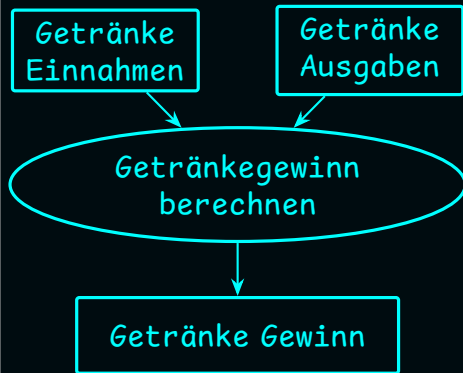 Getränke
Einnahmen
Getränke
Ausgaben
Getränkegewinn
berechnen
Getränke Gewinn